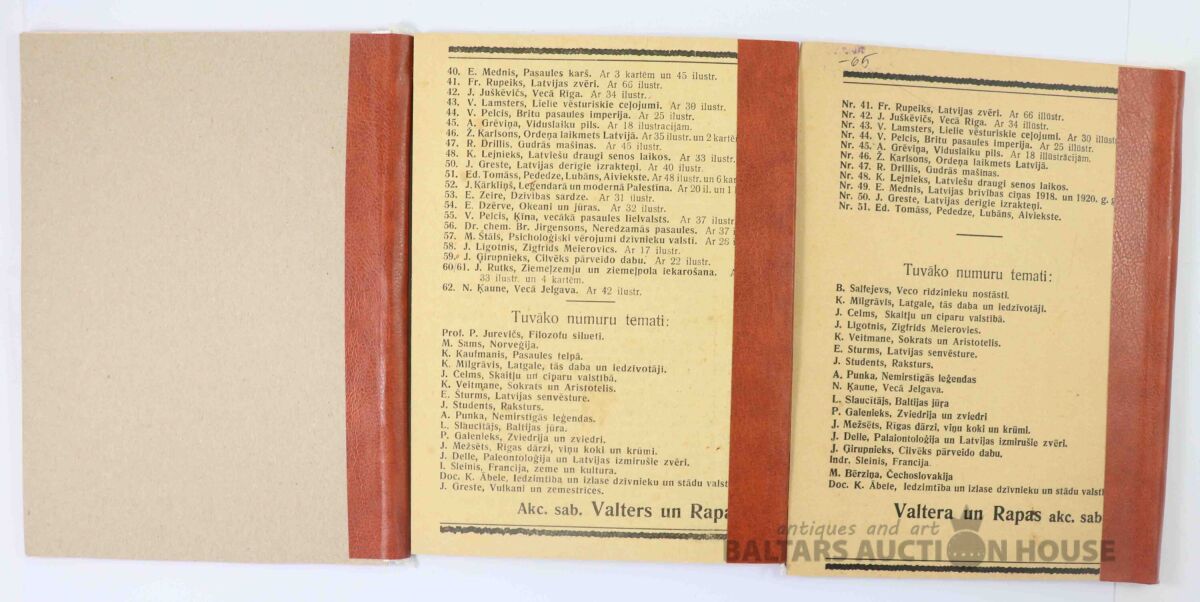 40. E. Mednis, Pasaules karš. Ar 3 kartēm un 45 ilustr.
41. Fr. Rupeiks, Latvijas zvēri. Ar 66 ilustr.
42. J. Juškēvičs, Vecā Rīga. Ar 34 ilustr.
43. V. Lamsters, Lielie vēsturiskie ceļojumi. Ar 30 ilustr.
44. V. Pelcis, Britu pasaules imperija. Ar 25 ilustr.
45. A. Grēviņa, Viduslaiku pils. Ar 18 ilustrācijām.
46. Ž. Karlsons, Ordeņa laikmets Latvijā. Ar 35 ilustr. un 2 kartē
47. R. Drillis, Gudrās mašinas. Ar 45 ilustr.
48. K. Lejnieks, Latviešu draugi senos laikos. Ar 33 ilustr.
50. J. Greste, Latvijas derīgie izrakteņi. Ar 40 ilustr.
51. Ed. Tomāss, Pededze, Lubāns, Aiviekste. Ar 48 ilustr. un 6 kar
52. J. Kārkliņš, Leģendarā un modernā Palestina. Ar 20 il. un 1
53. E. Zeire, Dzīvības sardze. Ar 31 ilustr.
54. E. Dzērve, Okeani un jūras. Ar 32 ilustr.
55. V. Pelcis, Ķīna, vecākā pasaules lielvalsts. Ar 37 ilustr
56. Dr. chem. Br. Jirgensons, Neredzamās pasaules. Ar 37
57. M. Štāls, Psicholoģiski vērojumi dzīvnieku valstī. Ar 26
58. J. Līgotnis, Zigfrids Meierovics. Ar 17 ilustr.
59. J. Ģirupnieks, Cilvēks pārveido dabu. Ar 22 ilustr.
60/61. J. Rutks, Ziemeļzemju un ziemeļpola iekarošana.
33 ilustr. un 4 kartēm.
62. N. Ķaune, Vecā Jelgava. Ar 42 ilustr.
Tuvāko numuru temati:
Prof. P. Jurevičs, Filozofu silueti.
M. Sams, Norveģija.
K. Kaufmanis, Pasaules telpā.
K. Milgrāvis, Latgale, tās daba un iedzīvotāji.
J. Celms, Skaitļu un ciparu valstībā.
K. Veitmane, Sokrats un Aristotelis.
E. Šturms, Latvijas senvēsture.
J. Students, Raksturs.
A. Punka, Nemirstīgās leģendas.
L. Slaucītājs, Baltijas jūra.
P. Galenieks, Zviedrija un zviedri.
J. Mežsēts, Rīgas dārzi, viņu koki un krūmi.
J. Delle, Paleontoloģija un Latvijas izmirušie zvēri.
I. Sleinis, Francija, zeme un kultura.
Doc. K. Ābele, Iedzimtība un izlase dzīvnieku un stādu valst
J. Greste, Vulkani un zemestrīces.
Akc. sab. Valters un Rapa
-65
Nr. 41. Fr. Rupeiks, Latvijas zvēri. Ar 66 illūstr.
Nr. 42. J. Juškēvičs, Vecā Rīga. Ar 34 illustr.
Nr. 43. V. Lamsters, Lielie vēsturiskie ceļojumi. Ar 30 illūstr
Nr. 44. V. Pelcis, Britu pasaules imperija. Ar 25 illūstr.
Nr. 45. A. Grēviņa, Viduslaiku pils. Ar 18 illūstrācijām.
Nr. 46. Ž. Karlsons, Ordeņa laikmets Latvijā.
Nr. 47. R. Drillis, Gudrās mašinas.
Nr. 48. K. Lejnieks, Latviešu draugi senos laikos.
Nr. 49. E. Mednis, Latvijas brīvības cīņas 1918. un 1920. g.
Nr. 50. J. Greste, Latvijas derīgie izrakteņi.
Nr. 51. Ed. Tomāss, Pededze, Lubāns, Aiviekste.
Tuvāko numuru temati:
B. Salfejevs, Veco rīdzinieku nostāsti.
K. Milgrāvis, Latgale, tās daba un iedzīvotāji.
J. Celms, Skaitļu un ciparu valstībā.
J. Līgotnis, Zigfrīds Meierovics.
K. Veitmane, Sokrats un Aristotelis.
E. Šturms, Latvijas senvēsture.
J. Students, Raksturs.
A. Punka, Nemirstīgās leģendas
N. Ķaune, Vecā Jelgava.
L. Slaucītājs, Baltijas jūra
P. Galenieks, Zviedrija un zviedri
J. Mežsēts, Rīgas dārzi, viņu koki un krūmi.
J. Delle, Palaiontoloģija un Latvijas izmirušie zvēri.
J. Ģirupnieks, Cilvēks pārveido dabu.
Indr. Sleinis, Francija.
M. Bērziņa, Čechoslovakija
Doc. K. Ābele, Iedzimtība un izlase dzīvnieku un stādu valst
Valtera un Rapas akc. sab
antiques and art
BALTARS AUCTION HOUSE